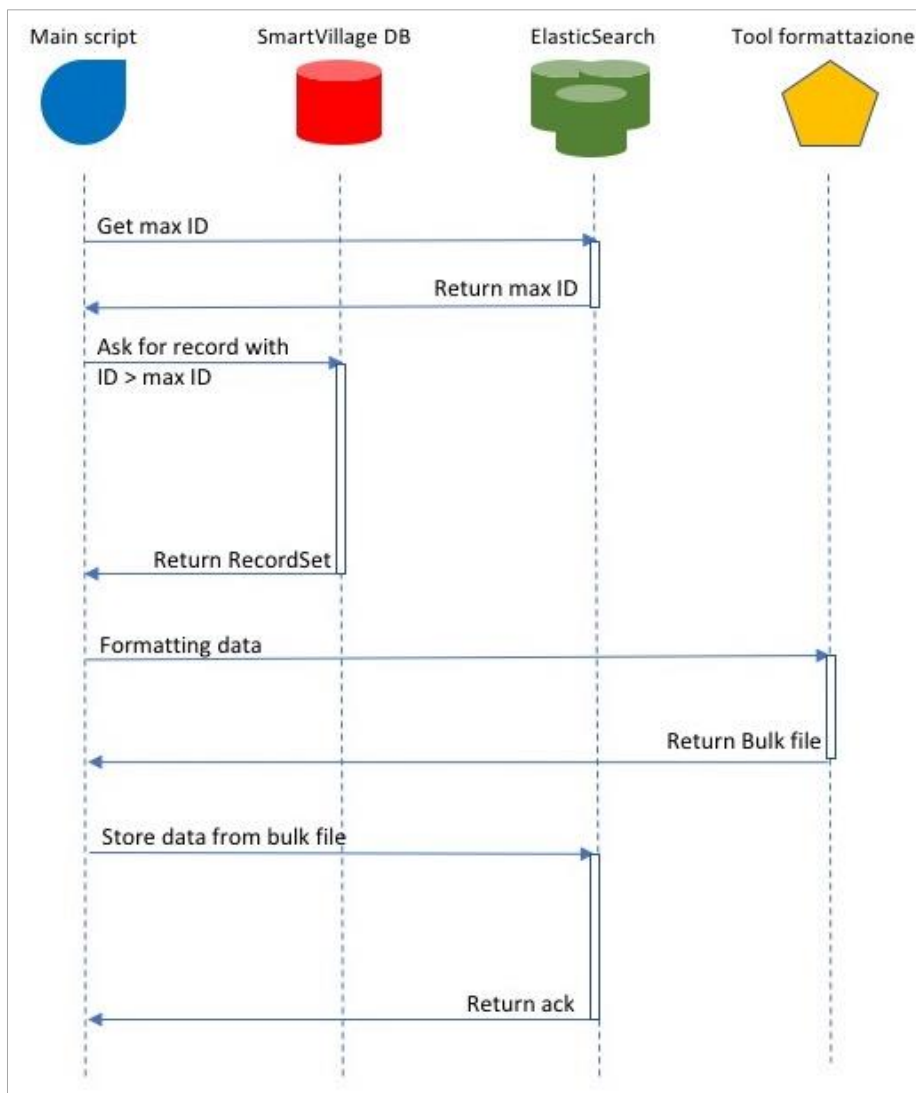 Main script
SmartVillage DB
ElasticSearch
Tool formattazione
Get max ID
Return max ID
Ask for record with
ID > max ID
Return RecordSet
Formatting data
Return Bulk file
Store data from bulk file
Return ack